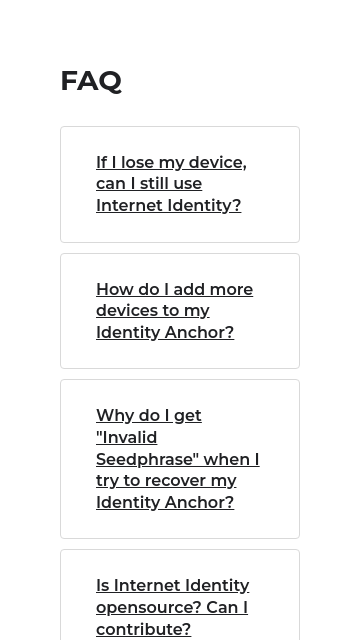 FAQ
If I lose my device,
can I still use
Internet Identity?
How do I add more
devices to my
Identity Anchor?
Why do I get
"Invalid
Seedphrase" when I
try to recover my
Identity Anchor?
Is Internet Identity
opensource? Can I
contribute?